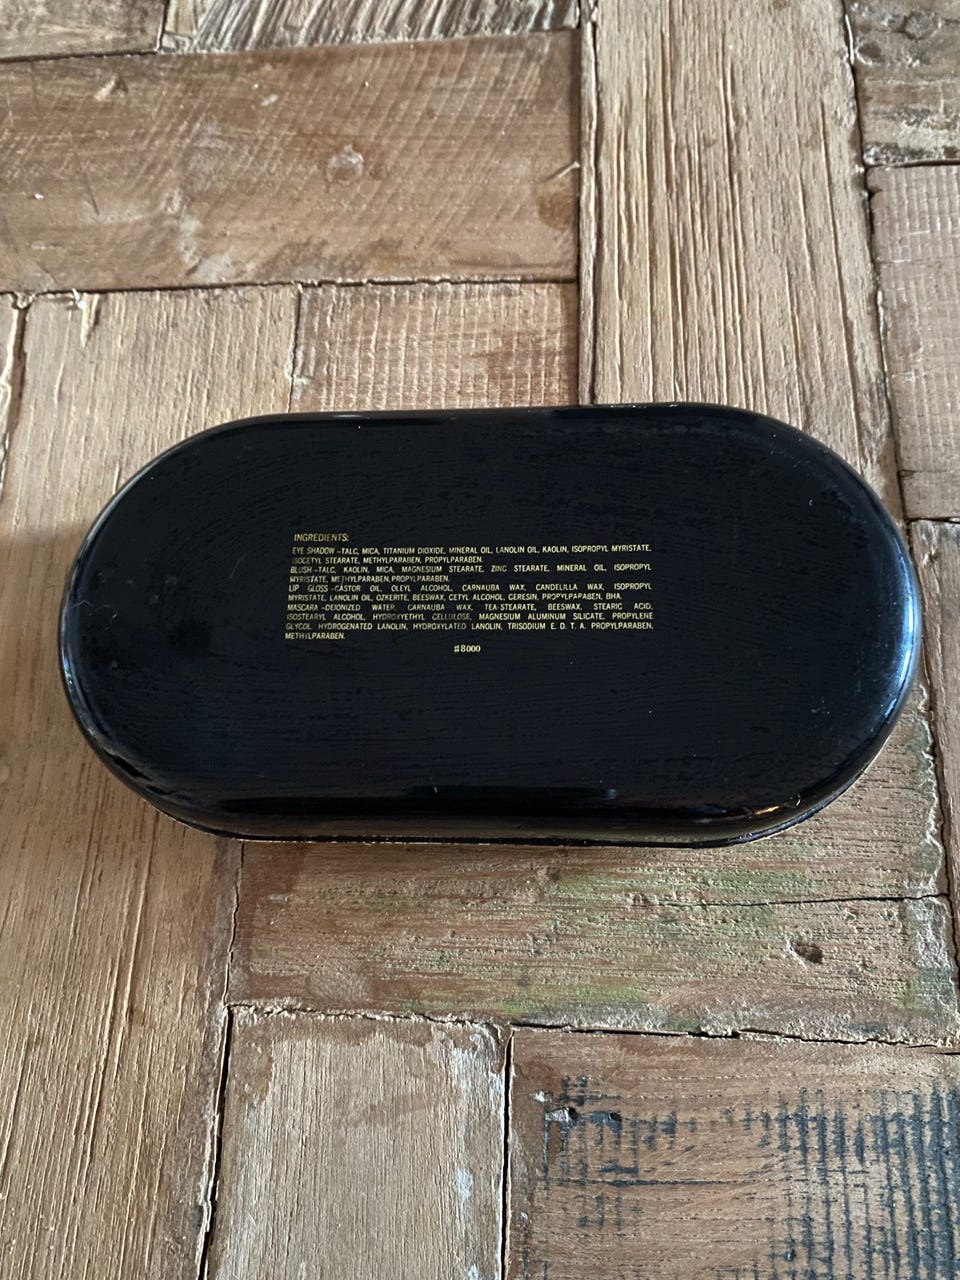 INGREDIENTS:
EYE SHADOW -TALC, MICA, TITANIUM DIOXIDE, MINERAL OIL, LANOLIN OIL, KAOLIN, ISOPROPYL MYRISTATE,
ISOCETYL STEARATE, METHYLPARABEN, PROPYLPARABEN.
BLUSH -TALC, KAOLIN, MICA, MAGNESIUM STEARATE, ZINC STEARATE, MINERAL OIL, ISOPROPYL
MYRISTATE, METHYLPARABEN, PROPYLPARABEN.
LIP GLOSS -CASTOR OIL, OLEYL ALCOHOL, CARNAUBA WAX, CANDELILLA WAX, ISOPROPYL
MYRISTATE, LANOLIN OIL, OZKERITE, BEESWAX, CETYL ALCOHOL, CERESIN, PROPYLPARABEN, BHA.
MASCARA -DEIONIZED WATER, CARNAUBA WAX, TEA-STEARATE, BEESWAX, STEARIC ACID,
ISOSTEARYL ALCOHOL, HYDROXYETHYL CELLULOSE, MAGNESIUM ALUMINUM SILICATE, PROPYLENE
GLYCOL, HYDROGENATED LANOLIN, HYDROXYLATED LANOLIN, TRISODIUM E. D. T. A. PROPYLPARABEN,
METHYLPARABEN.
#8000